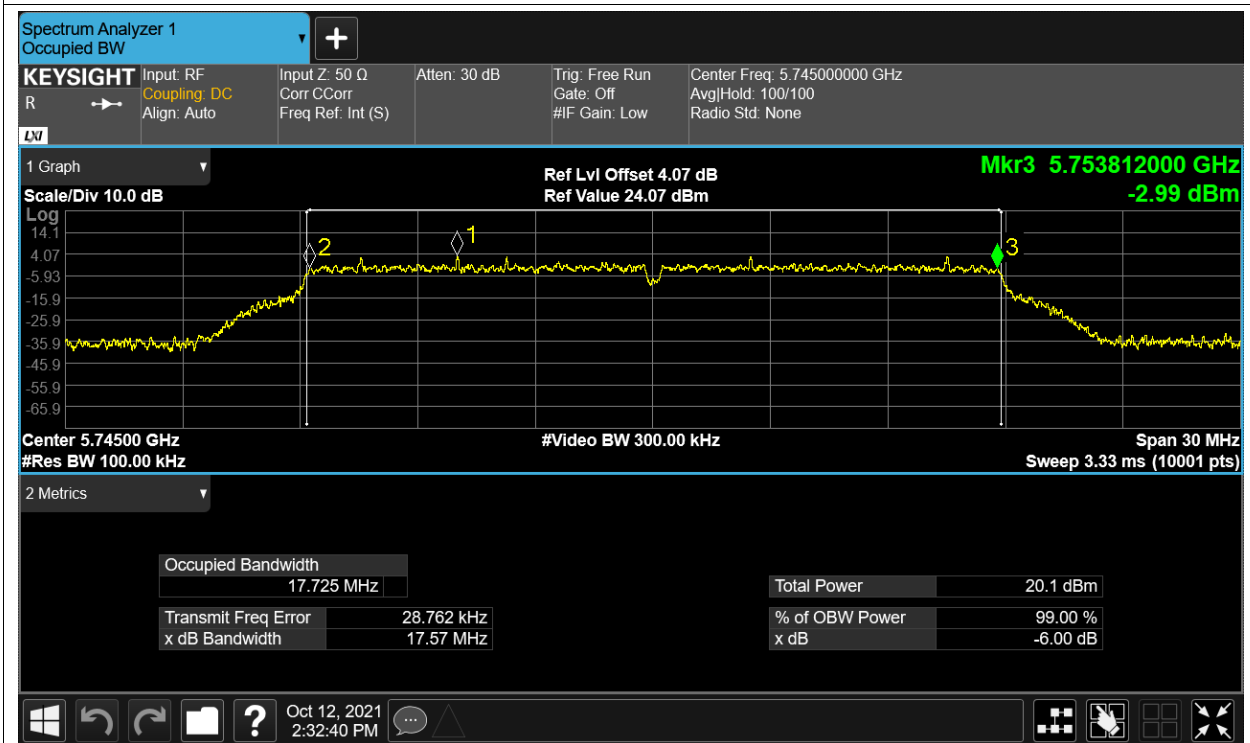 Spectrum Analyzer 1
Occupied BW
+
KEYSIGHT
R
LXI
Input: RF
Coupling: DC
Align: Auto
Input Z: 50 Ω
Corr CCorr
Freq Ref: Int (S)
Atten: 30 dB
Trig: Free Run
Gate: Off
#IF Gain: Low
Center Freq: 5.745000000 GHz
Avg|Hold: 100/100
Radio Std: None
1 Graph
Scale/Div 10.0 dB
Ref Lvl Offset 4.07 dB
Ref Value 24.07 dBm
Mkr3 5.753812000 GHz
-2.99 dBm
Log
14.1
4.07
-5.93
-15.9
-25.9
-35.9
-45.9
-55.9
-65.9
2
1
3
Center 5.74500 GHz
#Video BW 300.00 kHz
Span 30 MHz
#Res BW 100.00 kHz
Sweep 3.33 ms (10001 pts)
2 Metrics
Occupied Bandwidth
17.725 MHz
Total Power 20.1 dBm
Transmit Freq Error 28.762 kHz
% of OBW Power 99.00 %
x dB Bandwidth 17.57 MHz
x dB -6.00 dB
?
Oct 12, 2021
2:32:40 PM